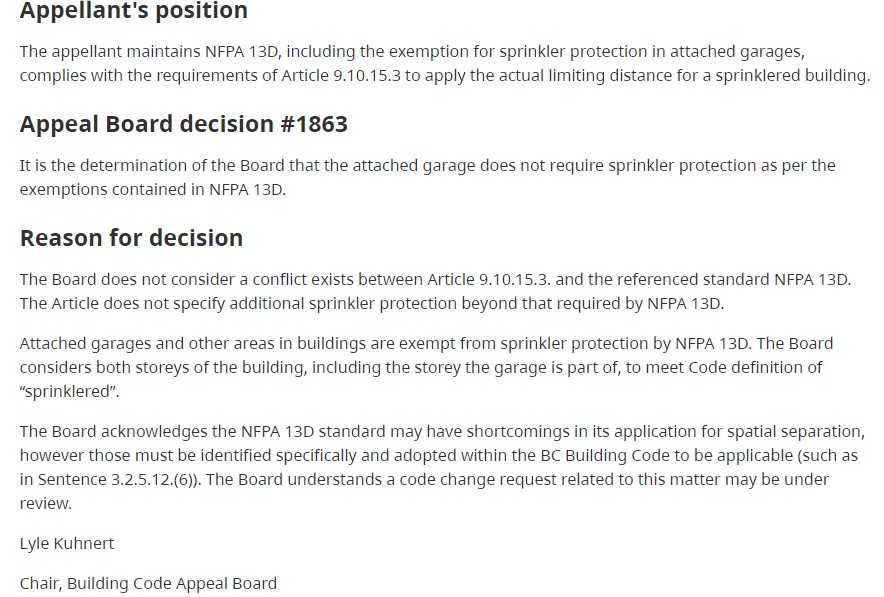 Appellant's position
The appellant maintains NFPA 13D, including the exemption for sprinkler protection in attached garages,
complies with the requirements of Article 9.10.15.3 to apply the actual limiting distance for a sprinklered building.
Appeal Board decision #1863
It is the determination of the Board that the attached garage does not require sprinkler protection as per the
exemptions contained in NFPA 13D.
Reason for decision
The Board does not consider a conflict exists between Article 9.10.15.3. and the referenced standard NFPA 13D.
The Article does not specify additional sprinkler protection beyond that required by NFPA 13D.
Attached garages and other areas in buildings are exempt from sprinkler protection by NFPA 13D. The Board
considers both storeys of the building, including the storey the garage is part of, to meet Code definition of
“sprinklered”.
The Board acknowledges the NFPA 13D standard may have shortcomings in its application for spatial separation,
however those must be identified specifically and adopted within the BC Building Code to be applicable (such as
in Sentence 3.2.5.12.(6)). The Board understands a code change request related to this matter may be under
review.
Lyle Kuhnert
Chair, Building Code Appeal Board